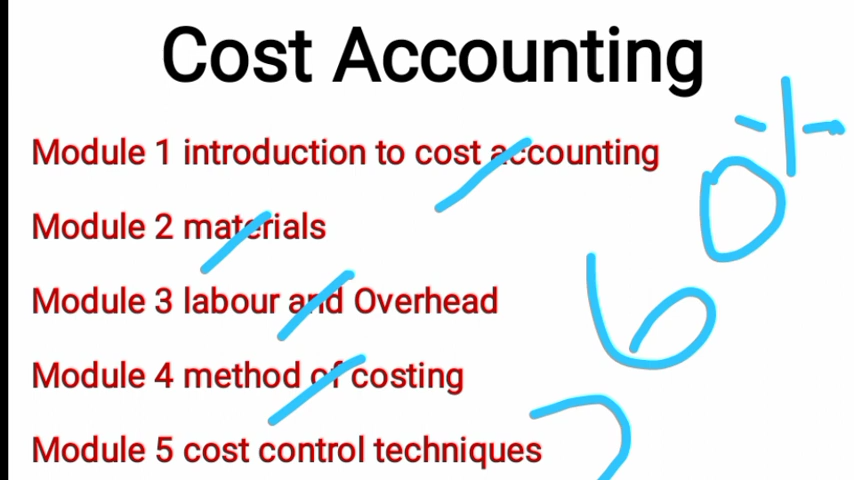 Cost Accounting
Module 1 introduction to cost accounting
Module 2 materials
Module 3 labour and Overhead
Module 4 method of costing
Module 5 cost control techniques
60%